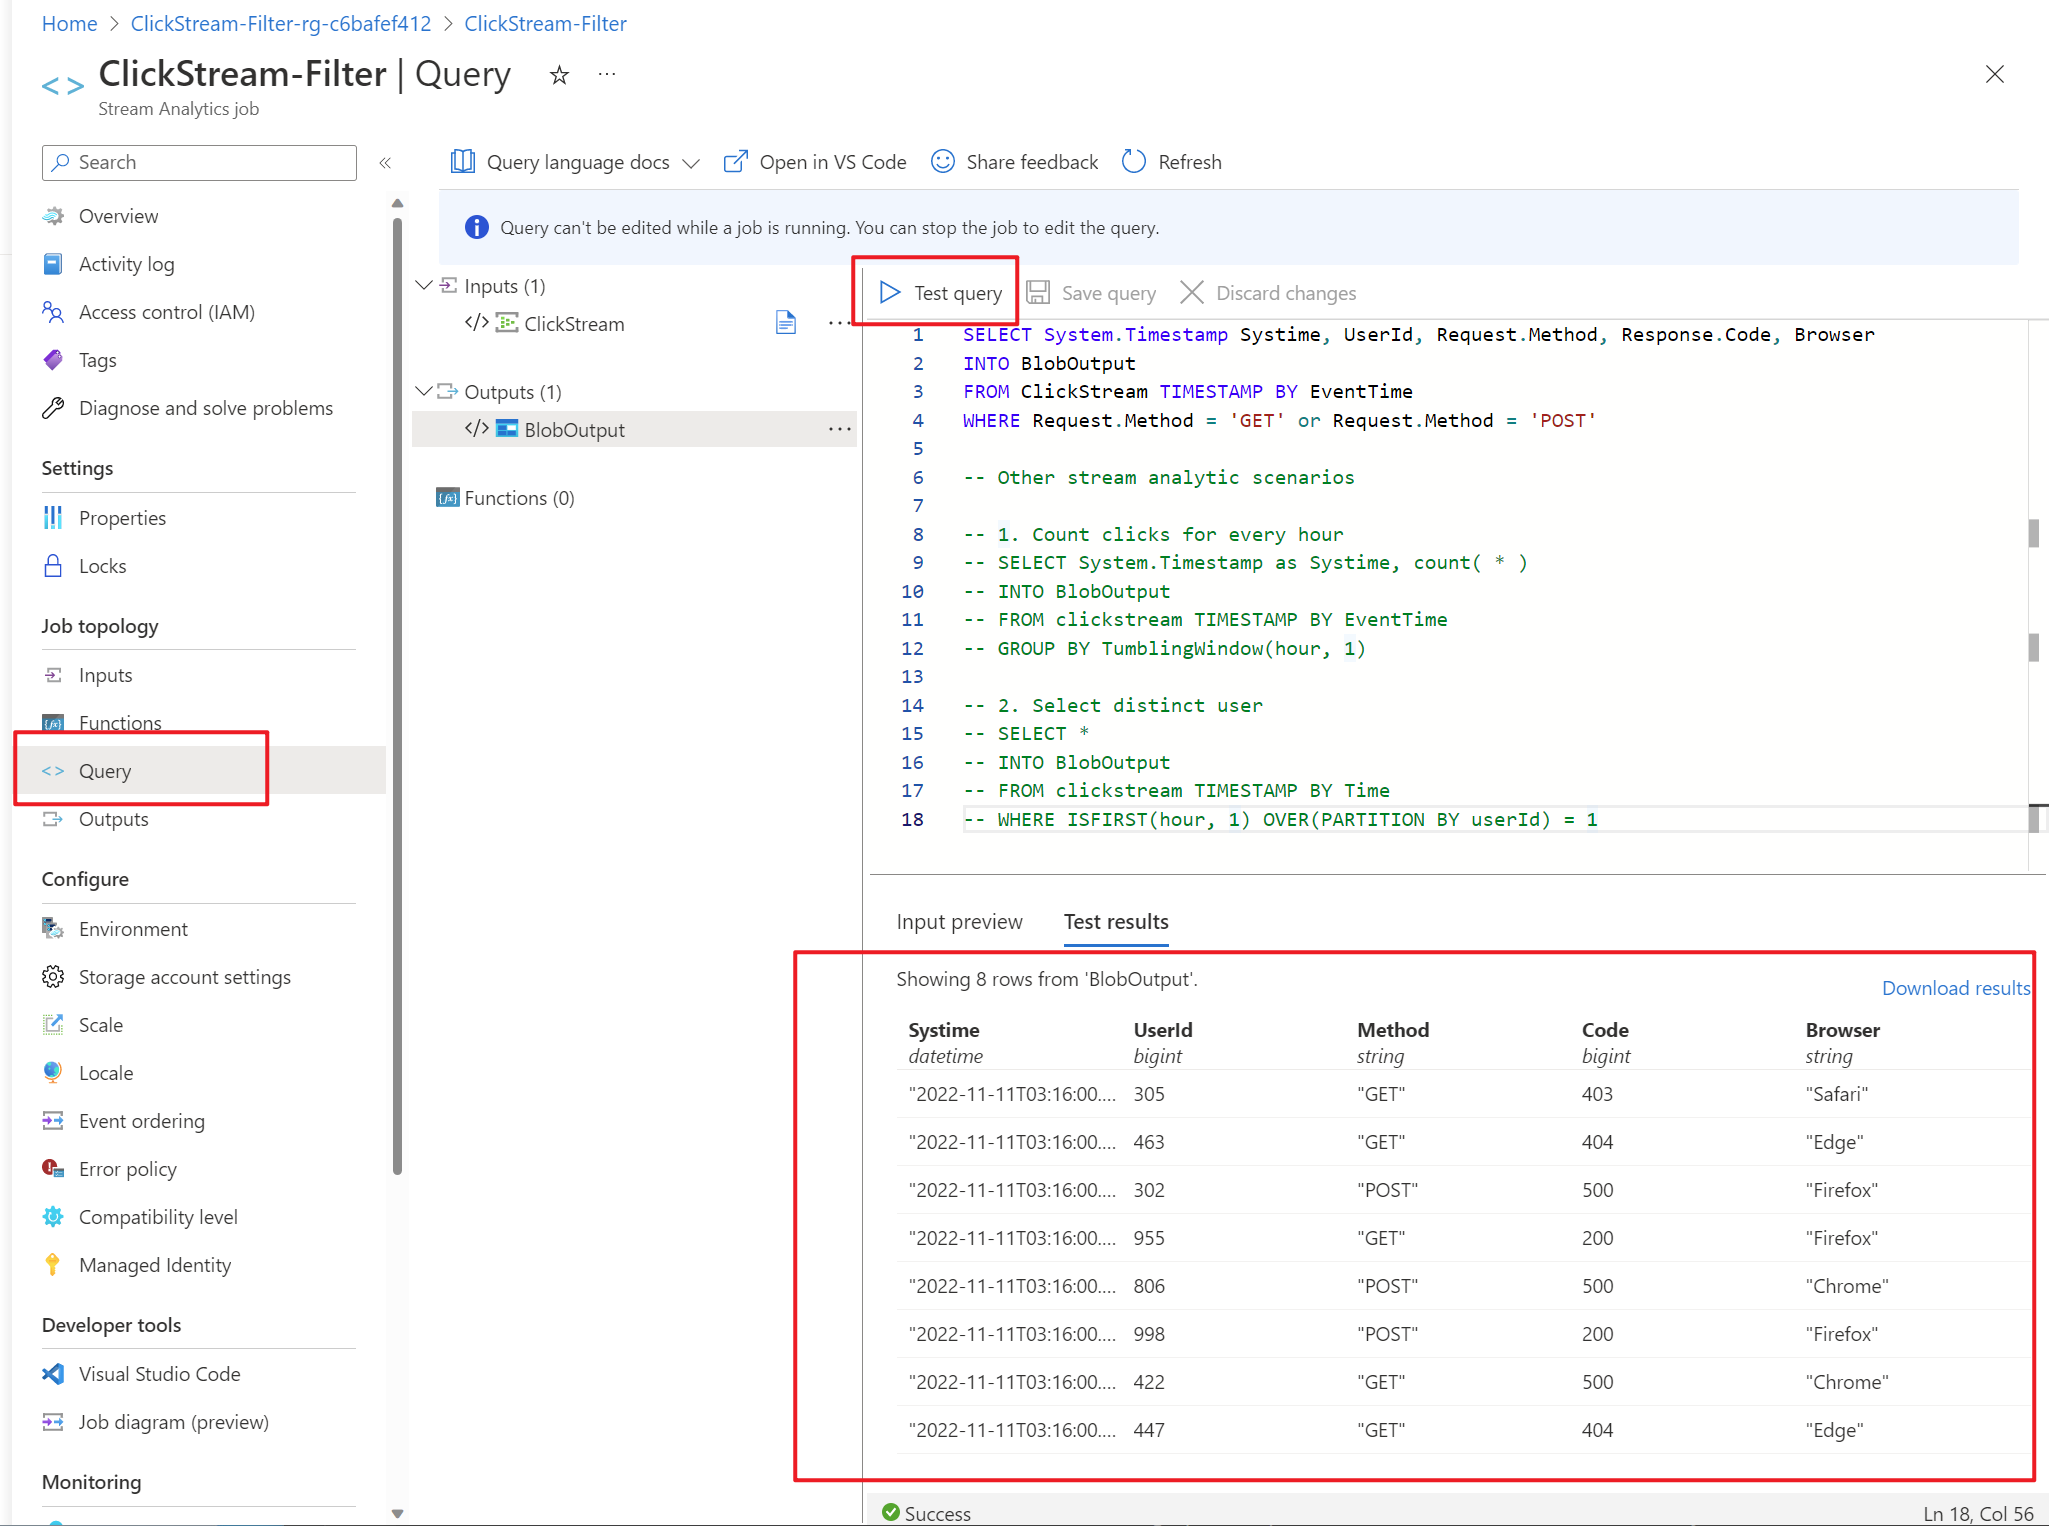 Home > ClickStream-Filter-rg-c6bafef412 > ClickStream-Filter
ClickStream-Filter | Query
Stream Analytics job
Search
Overview
Activity log
Access control (IAM)
Tags
Diagnose and solve problems
Settings
Properties
Locks
Job topology
Inputs
Functions
Query
Outputs
Configure
Environment
Storage account settings
Scale
Locale
Event ordering
Error policy
Compatibility level
Managed Identity
Developer tools
Visual Studio Code
Job diagram (preview)
Monitoring
Query language docs
Open in VS Code
Share feedback
Refresh
Query can't be edited while a job is running. You can stop the job to edit the query.
Inputs (1)
ClickStream
Outputs (1)
BlobOutput
Functions (0)
Test query
Save query
Discard changes
1 SELECT System.Timestamp Systime, UserId, Request.Method, Response.Code, Browser
2 INTO BlobOutput
3 FROM ClickStream TIMESTAMP BY EventTime
4 WHERE Request.Method = 'GET' or Request.Method = 'POST'
5
6 -- Other stream analytic scenarios
7
8 -- 1. Count clicks for every hour
9 -- SELECT System.Timestamp as Systime, count( * )
10 -- INTO BlobOutput
11 -- FROM clickstream TIMESTAMP BY EventTime
12 -- GROUP BY TumblingWindow(hour, 1)
13
14 -- 2. Select distinct user
15 -- SELECT *
16 -- INTO BlobOutput
17 -- FROM clickstream TIMESTAMP BY Time
18 -- WHERE ISFIRST(hour, 1) OVER(PARTITION BY userId) = 1
Input preview
Test results
Showing 8 rows from 'BlobOutput'.
Download results
Systime UserId Method Code Browser
datetime bigint string bigint string
"2022-11-11T03:16:00.... 305 "GET" 403 "Safari"
"2022-11-11T03:16:00.... 463 "GET" 404 "Edge"
"2022-11-11T03:16:00.... 302 "POST" 500 "Firefox"
"2022-11-11T03:16:00.... 955 "GET" 200 "Firefox"
"2022-11-11T03:16:00.... 806 "POST" 500 "Chrome"
"2022-11-11T03:16:00.... 998 "POST" 200 "Firefox"
"2022-11-11T03:16:00.... 422 "GET" 500 "Chrome"
"2022-11-11T03:16:00.... 447 "GET" 404 "Edge"
Success
Ln 18, Col 56